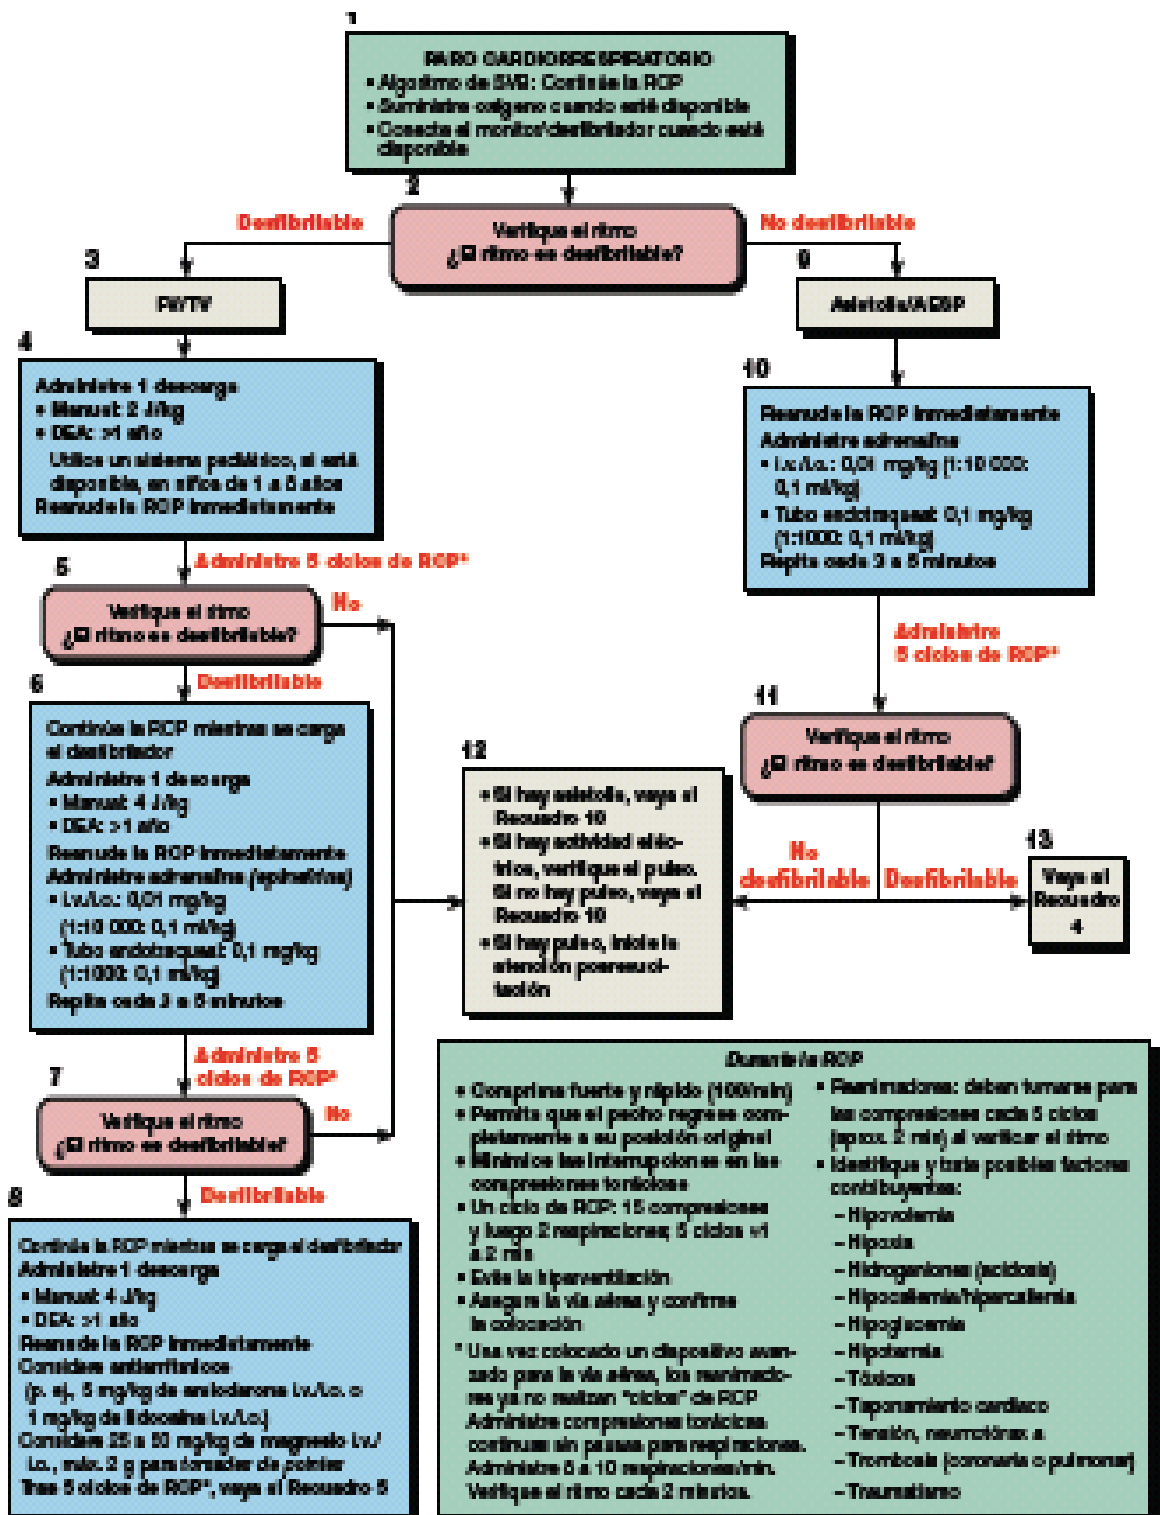 1
PARO CARDIORRESPIRATORIO
• Algoritmo de SVB: Continúe la RCP
• Suministre oxígeno cuando esté disponible
• Conecte el monitor/desfibrilador cuando esté
disponible
2
Verifique el ritmo
¿El ritmo es desfibrilable?
Desfibrilable
No desfibrilable
3
FV/TV
4
Administre 1 descarga
• Manual: 2 J/kg
• DEA: >1 año
Utilice un sistema pediátrico, si está
disponible, en niños de 1 a 8 años
Reanude la RCP inmediatamente
Administre 5 ciclos de RCP*
5
Verifique el ritmo
¿El ritmo es desfibrilable?
No
Desfibrilable
6
Continúe la RCP mientras se carga
el desfibrilador
Administre 1 descarga
• Manual: 4 J/kg
• DEA: >1 año
Reanude la RCP inmediatamente
Administre adrenalina (epinefrina)
• i.v./i.o.: 0,01 mg/kg
(1:10 000: 0,1 ml/kg)
• Tubo endotraqueal: 0,1 mg/kg
(1:1000: 0,1 ml/kg)
Repita cada 3 a 5 minutos
Administre 5
ciclos de RCP*
7
Verifique el ritmo
¿El ritmo es desfibrilable?
No
Desfibrilable
8
Continúe la RCP mientras se carga el desfibrilador
Administre 1 descarga
• Manual: 4 J/kg
• DEA: >1 año
Reanude la RCP inmediatamente
Considere antiarrítmicos
(p. ej., 5 mg/kg de amiodarona i.v./i.o. o
1 mg/kg de lidocaína i.v./i.o.)
Considere 25 a 50 mg/kg de magnesio i.v./
i.o., máx. 2 g para torsades de pointes
Tras 5 ciclos de RCP*, vaya al Recuadro 5
9
Asistolia/AESP
10
Reanude la RCP inmediatamente
Administre adrenalina
• i.v./i.o.: 0,01 mg/kg (1:10 000:
0,1 ml/kg)
• Tubo endotraqueal: 0,1 mg/kg
(1:1000: 0,1 ml/kg)
Repita cada 3 a 5 minutos
Administre
5 ciclos de RCP*
11
Verifique el ritmo
¿El ritmo es desfibrilable?
No
desfibrilable
Desfibrilable
12
• Si hay asistolia, vaya al
Recuadro 10
• Si hay actividad eléc-
trica, verifique el pulso.
Si no hay pulso, vaya al
Recuadro 10
• Si hay pulso, inicie la
atención posresuci-
tación
13
Vaya al
Recuadro
4
Durante la RCP
• Comprima fuerte y rápido (100/min)
• Permita que el pecho regrese com-
pletamente a su posición original
• Minimice las interrupciones en las
compresiones torácicas
• Un ciclo de RCP: 15 compresiones
y luego 2 respiraciones; 5 ciclos =1
a 2 min
• Evite la hiperventilación
• Asegure la vía aérea y confirme
la colocación
* Una vez colocado un dispositivo avan-
zado para la vía aérea, los reanimado-
res ya no realizan "ciclos" de RCP
Administre compresiones torácicas
continuas sin pausas para respiraciones.
Administre 8 a 10 respiraciones/min.
Verifique el ritmo cada 2 minutos.
• Reanimadores: deben turnarse para
las compresiones cada 5 ciclos
(aprox. 2 min) al verificar el ritmo
• Identifique y trate posibles factores
contribuyentes:
– Hipovolemia
– Hipoxia
– Hidrogeniones (acidosis)
– Hipocaliemia/hipercaliemia
– Hipoglucemia
– Hipotermia
– Tóxicos
– Taponamiento cardíaco
– Tensión, neumotórax a
– Trombosis (coronaria o pulmonar)
– Traumatismo